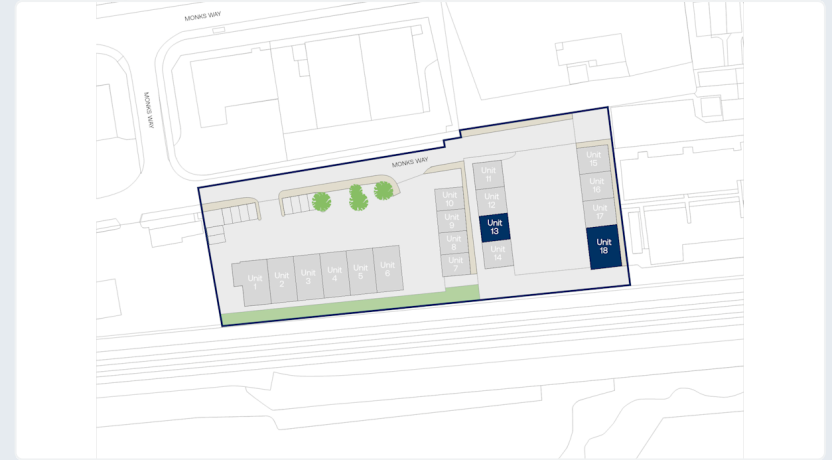 MONKS WAY
MONKS WAY
MONKS WAY
Unit
1
Unit
2
Unit
3
Unit
4
Unit
5
Unit
6
Unit
7
Unit
8
Unit
9
Unit
10
Unit
11
Unit
12
Unit
13
Unit
14
Unit
15
Unit
16
Unit
17
Unit
18